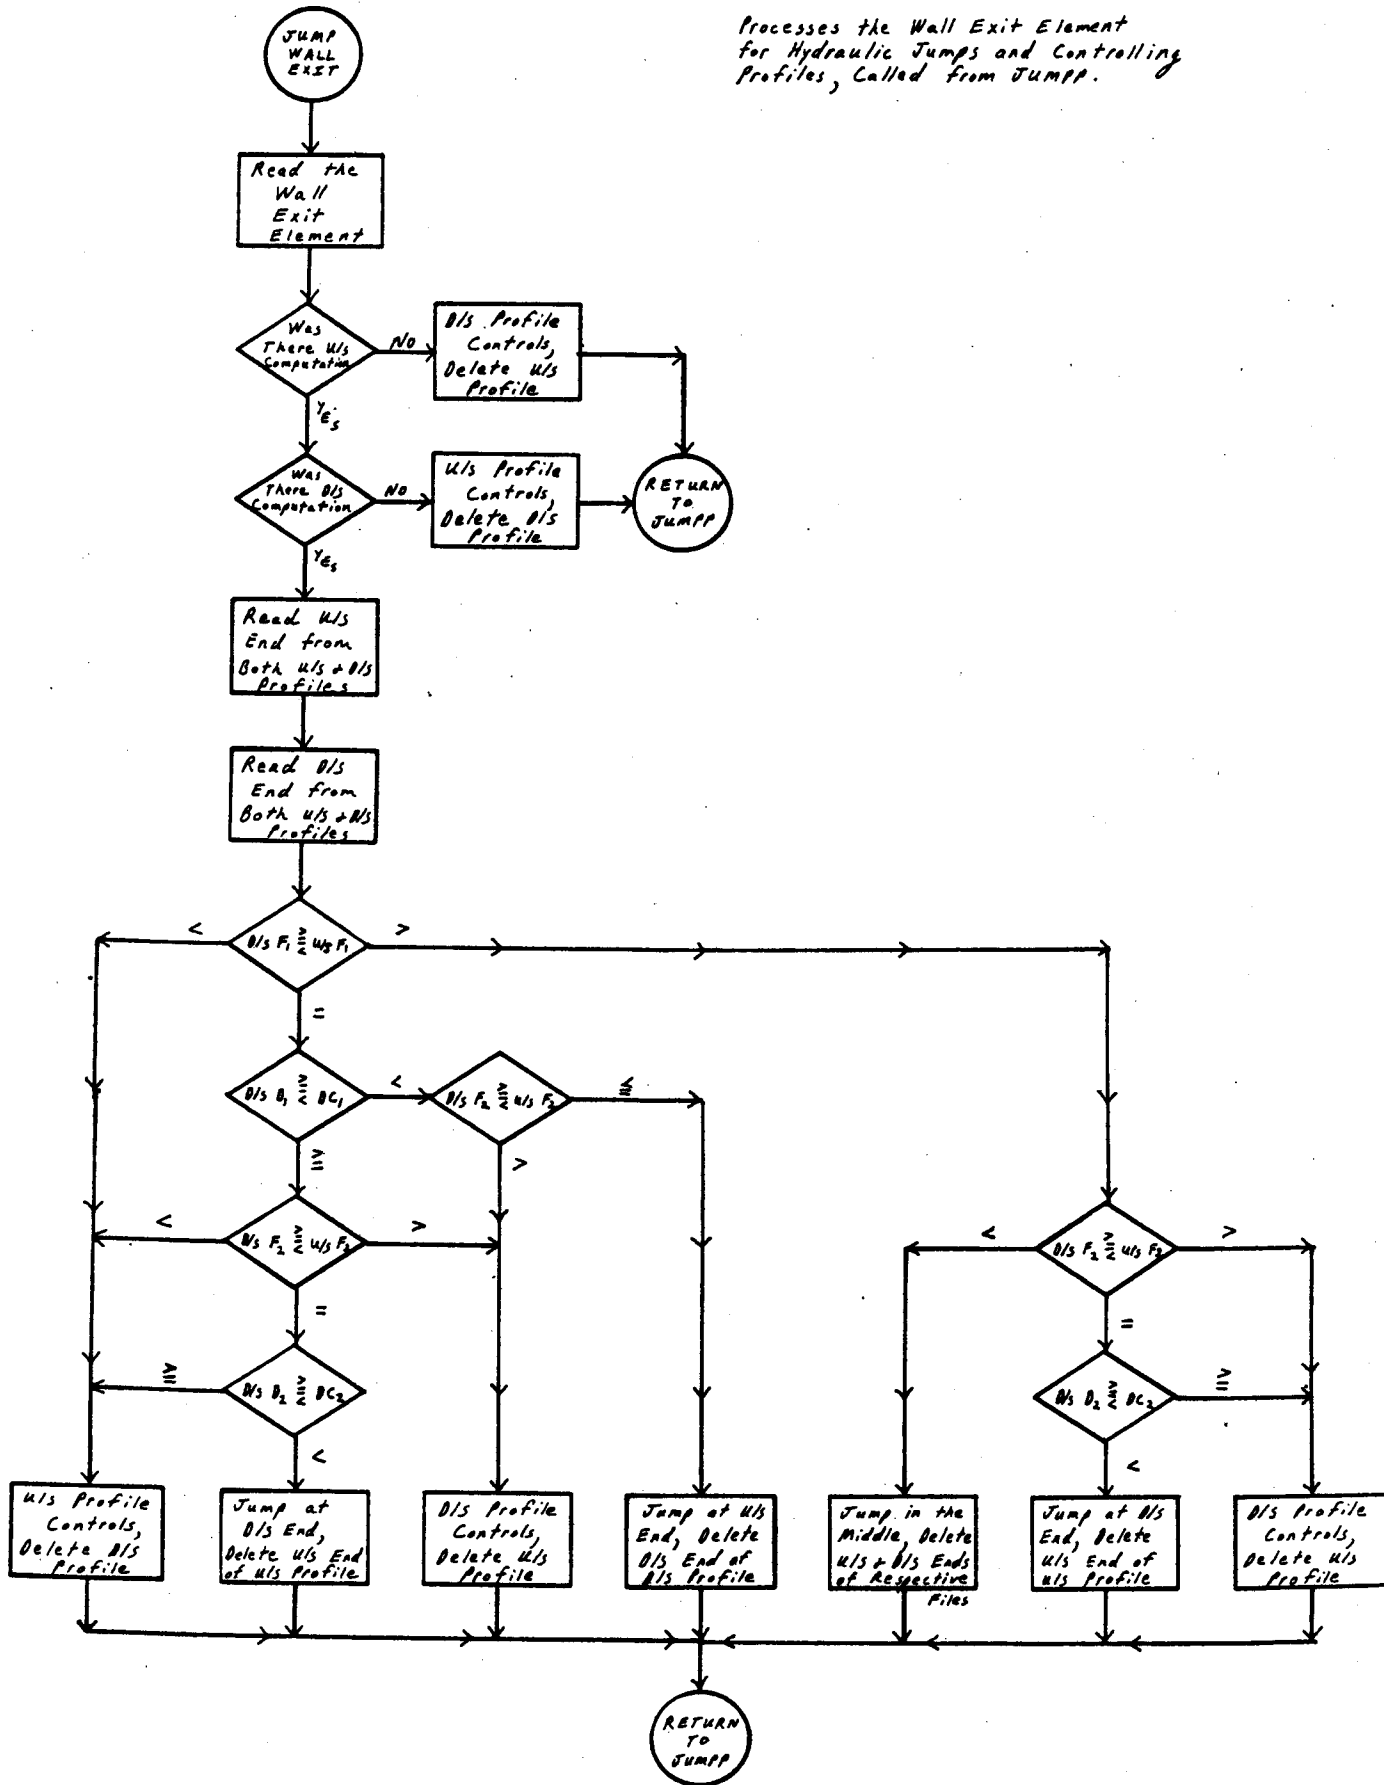 Processes the Wall Exit Element
for Hydraulic Jumps and Controlling
Profiles, Called from JUMPP.
JUMP
WALL
EXIT
Read the
Wall
Exit
Element
Was
There U/s
Computation
NO
D/s Profile
Controls,
Delete U/s
Profile
YES
Was
There D/s
Computation
NO
U/s Profile
Controls,
Delete D/s
Profile
RETURN
TO
JUMPP
YES
Read U/s
End from
Both U/s + D/s
Profiles
Read D/s
End from
Both U/s + D/s
Profiles
<
D/s F₁ ⋛ U/s F₁
>
=
D/s D₁ ⋛ DC₁
<
D/s F₂ ⋛ U/s F₂
≤
≥
>
<
D/s F₂ ⋛ U/s F₂
>
<
D/s F₂ ⋛ U/s F₂
>
=
=
≥
D/s D₂ ⋛ DC₂
D/s D₂ ⋛ DC₂
≥
<
<
U/s Profile
Controls,
Delete D/s
Profile
Jump at
D/s End,
Delete U/s End
of U/s Profile
D/s Profile
Controls,
Delete U/s
Profile
Jump at U/s
End, Delete
D/s End of
D/s Profile
Jump in the
Middle, Delete
U/s + D/s Ends
of Respective
Files
Jump at D/s
End, Delete
U/s End of
U/s Profile
D/s Profile
Controls,
Delete U/s
Profile
RETURN
TO
JUMPP